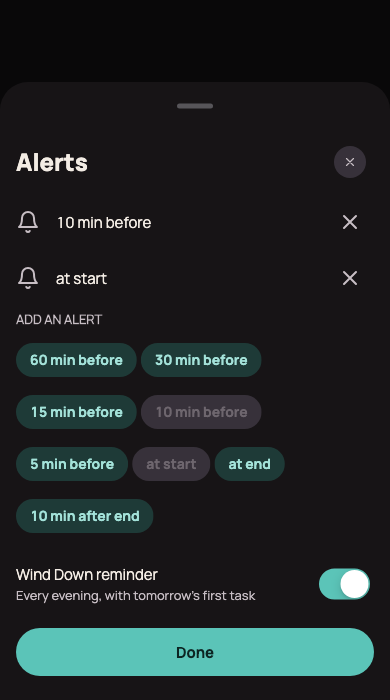 Alerts
10 min before
at start
ADD AN ALERT
60 min before 30 min before
15 min before 10 min before
5 min before at start at end
10 min after end
Wind Down reminder
Every evening, with tomorrow's first task
Done